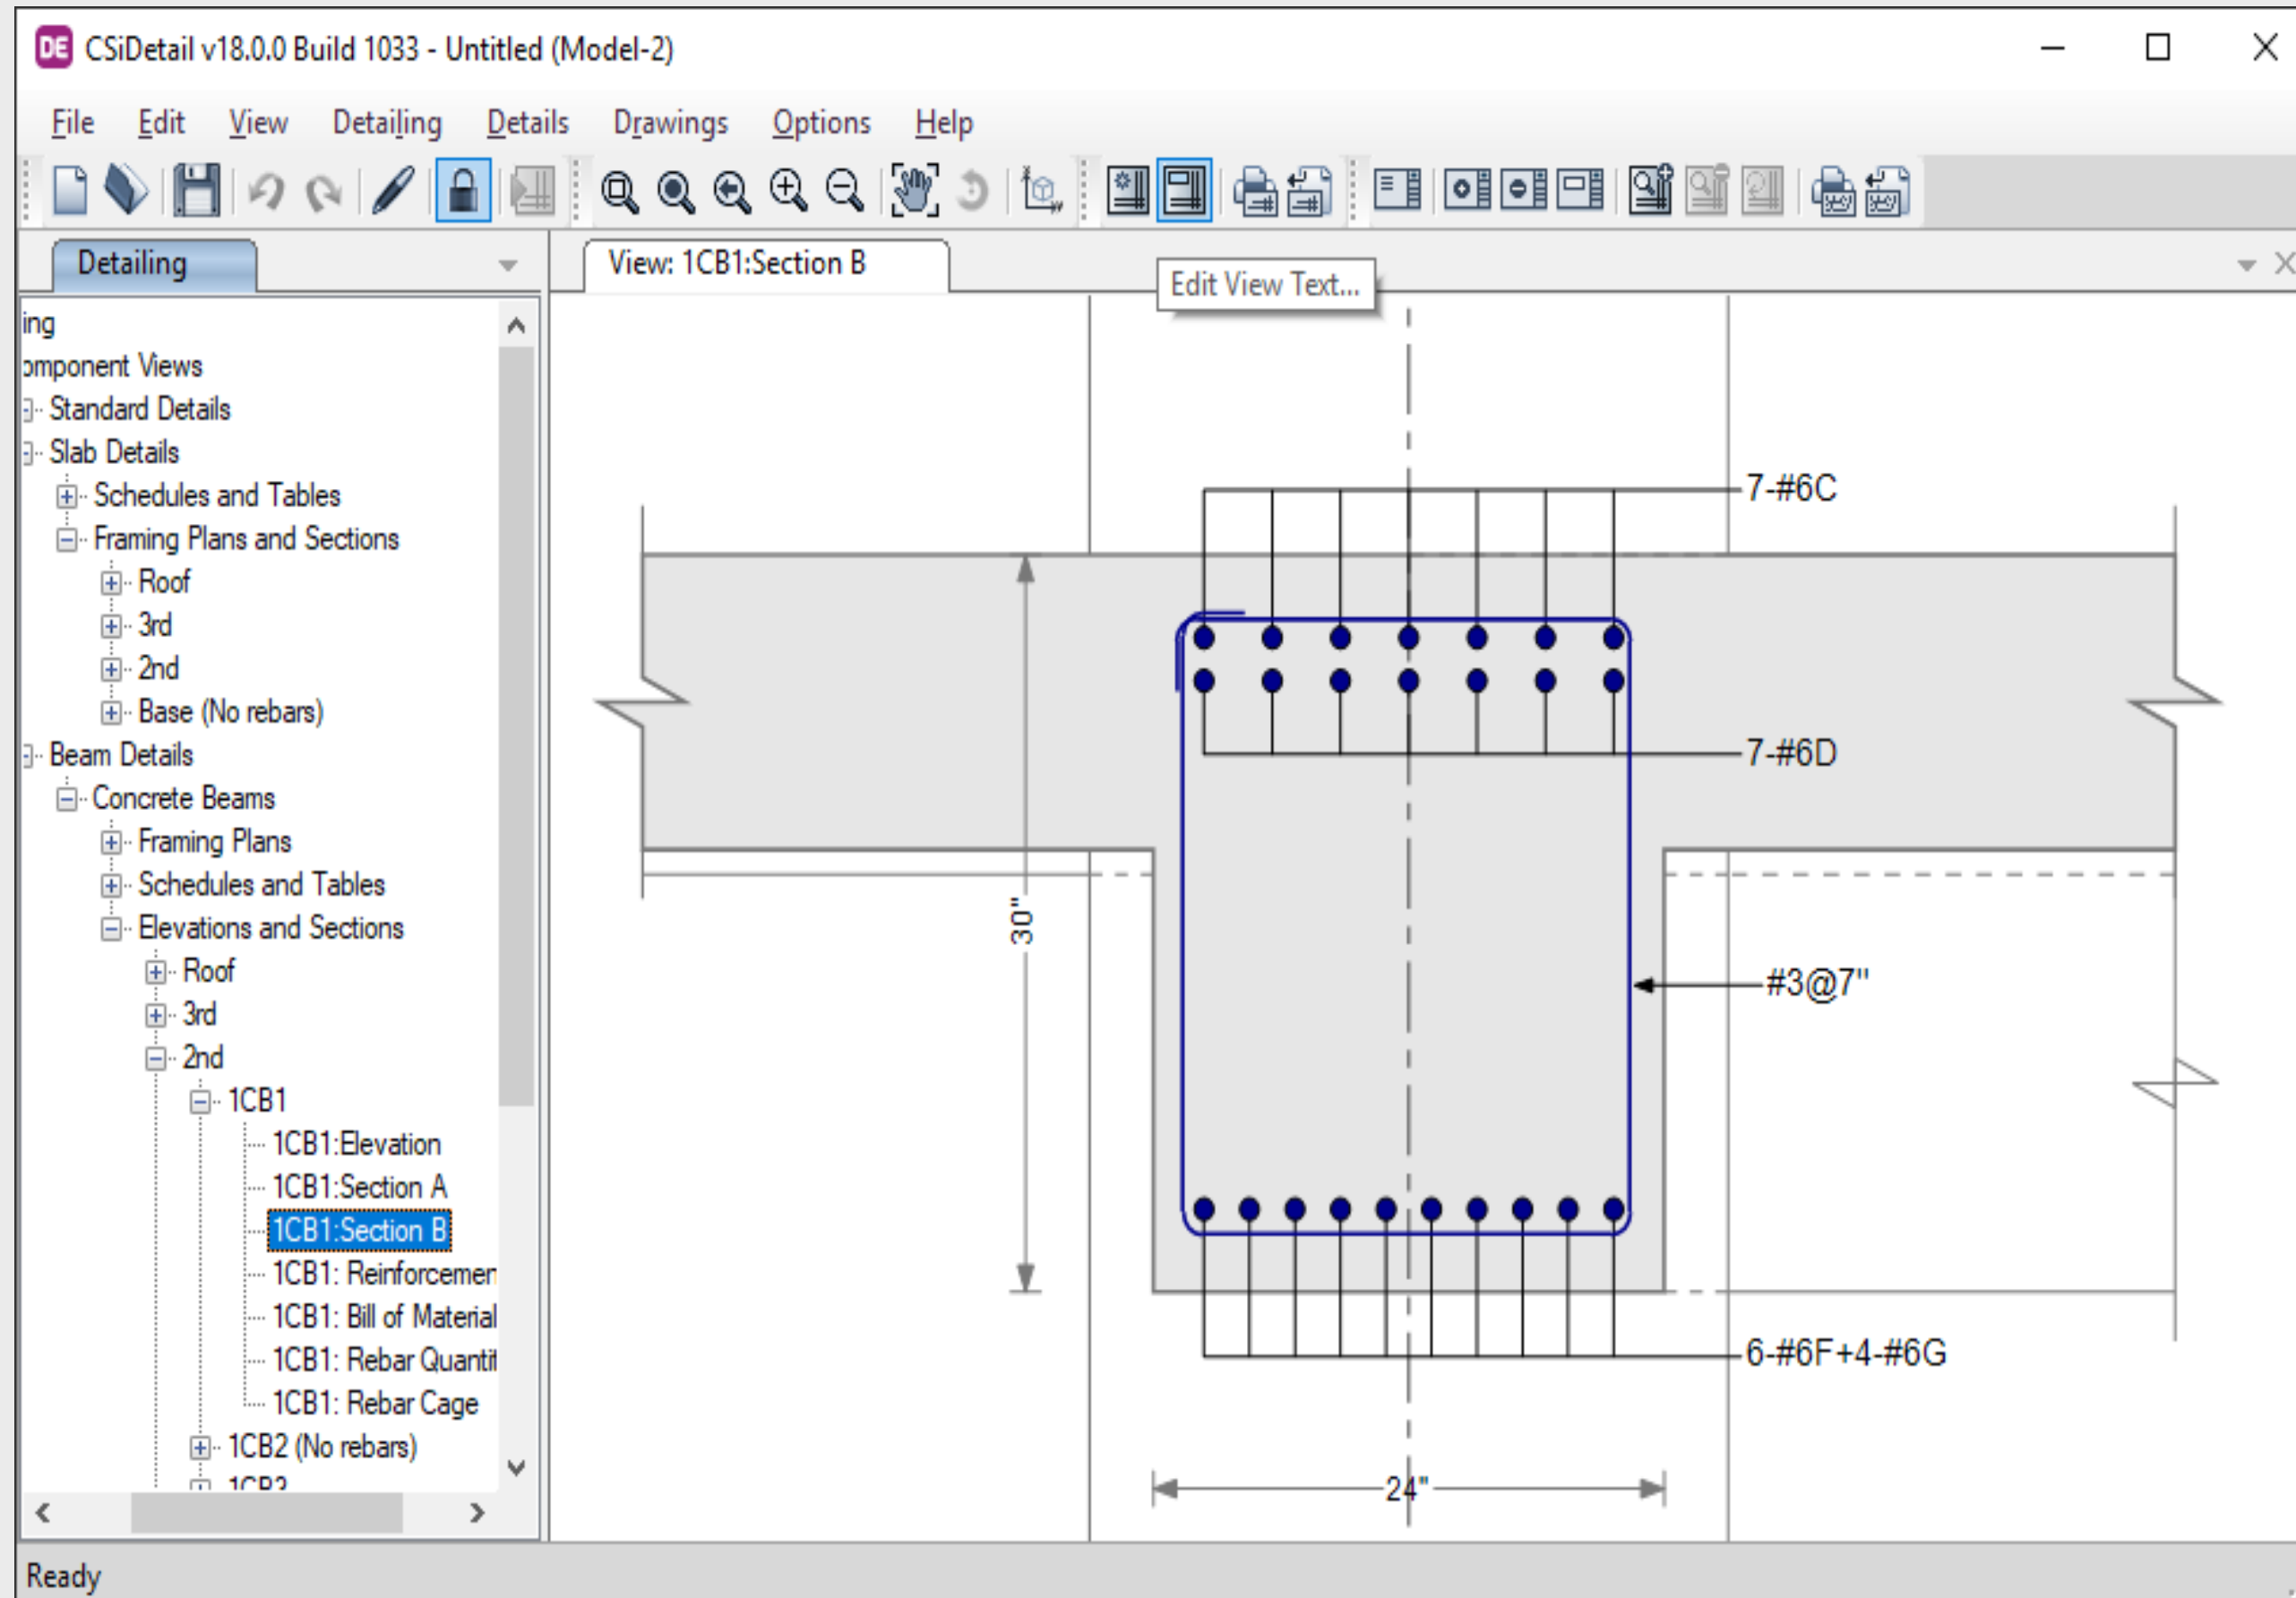 DE CSiDetail v18.0.0 Build 1033 - Untitled (Model-2)
File Edit View Detailing Details Drawings Options Help
Detailing
View: 1CB1:Section B
Edit View Text...
ing
omponent Views
Standard Details
Slab Details
Schedules and Tables
Framing Plans and Sections
Roof
3rd
2nd
Base (No rebars)
Beam Details
Concrete Beams
Framing Plans
Schedules and Tables
Elevations and Sections
Roof
3rd
2nd
1CB1
1CB1:Elevation
1CB1:Section A
1CB1:Section B
1CB1: Reinforcemen
1CB1: Bill of Material
1CB1: Rebar Quantit
1CB1: Rebar Cage
1CB2 (No rebars)
7-#6C
7-#6D
30"
#3@7"
6-#6F+4-#6G
24"
Ready